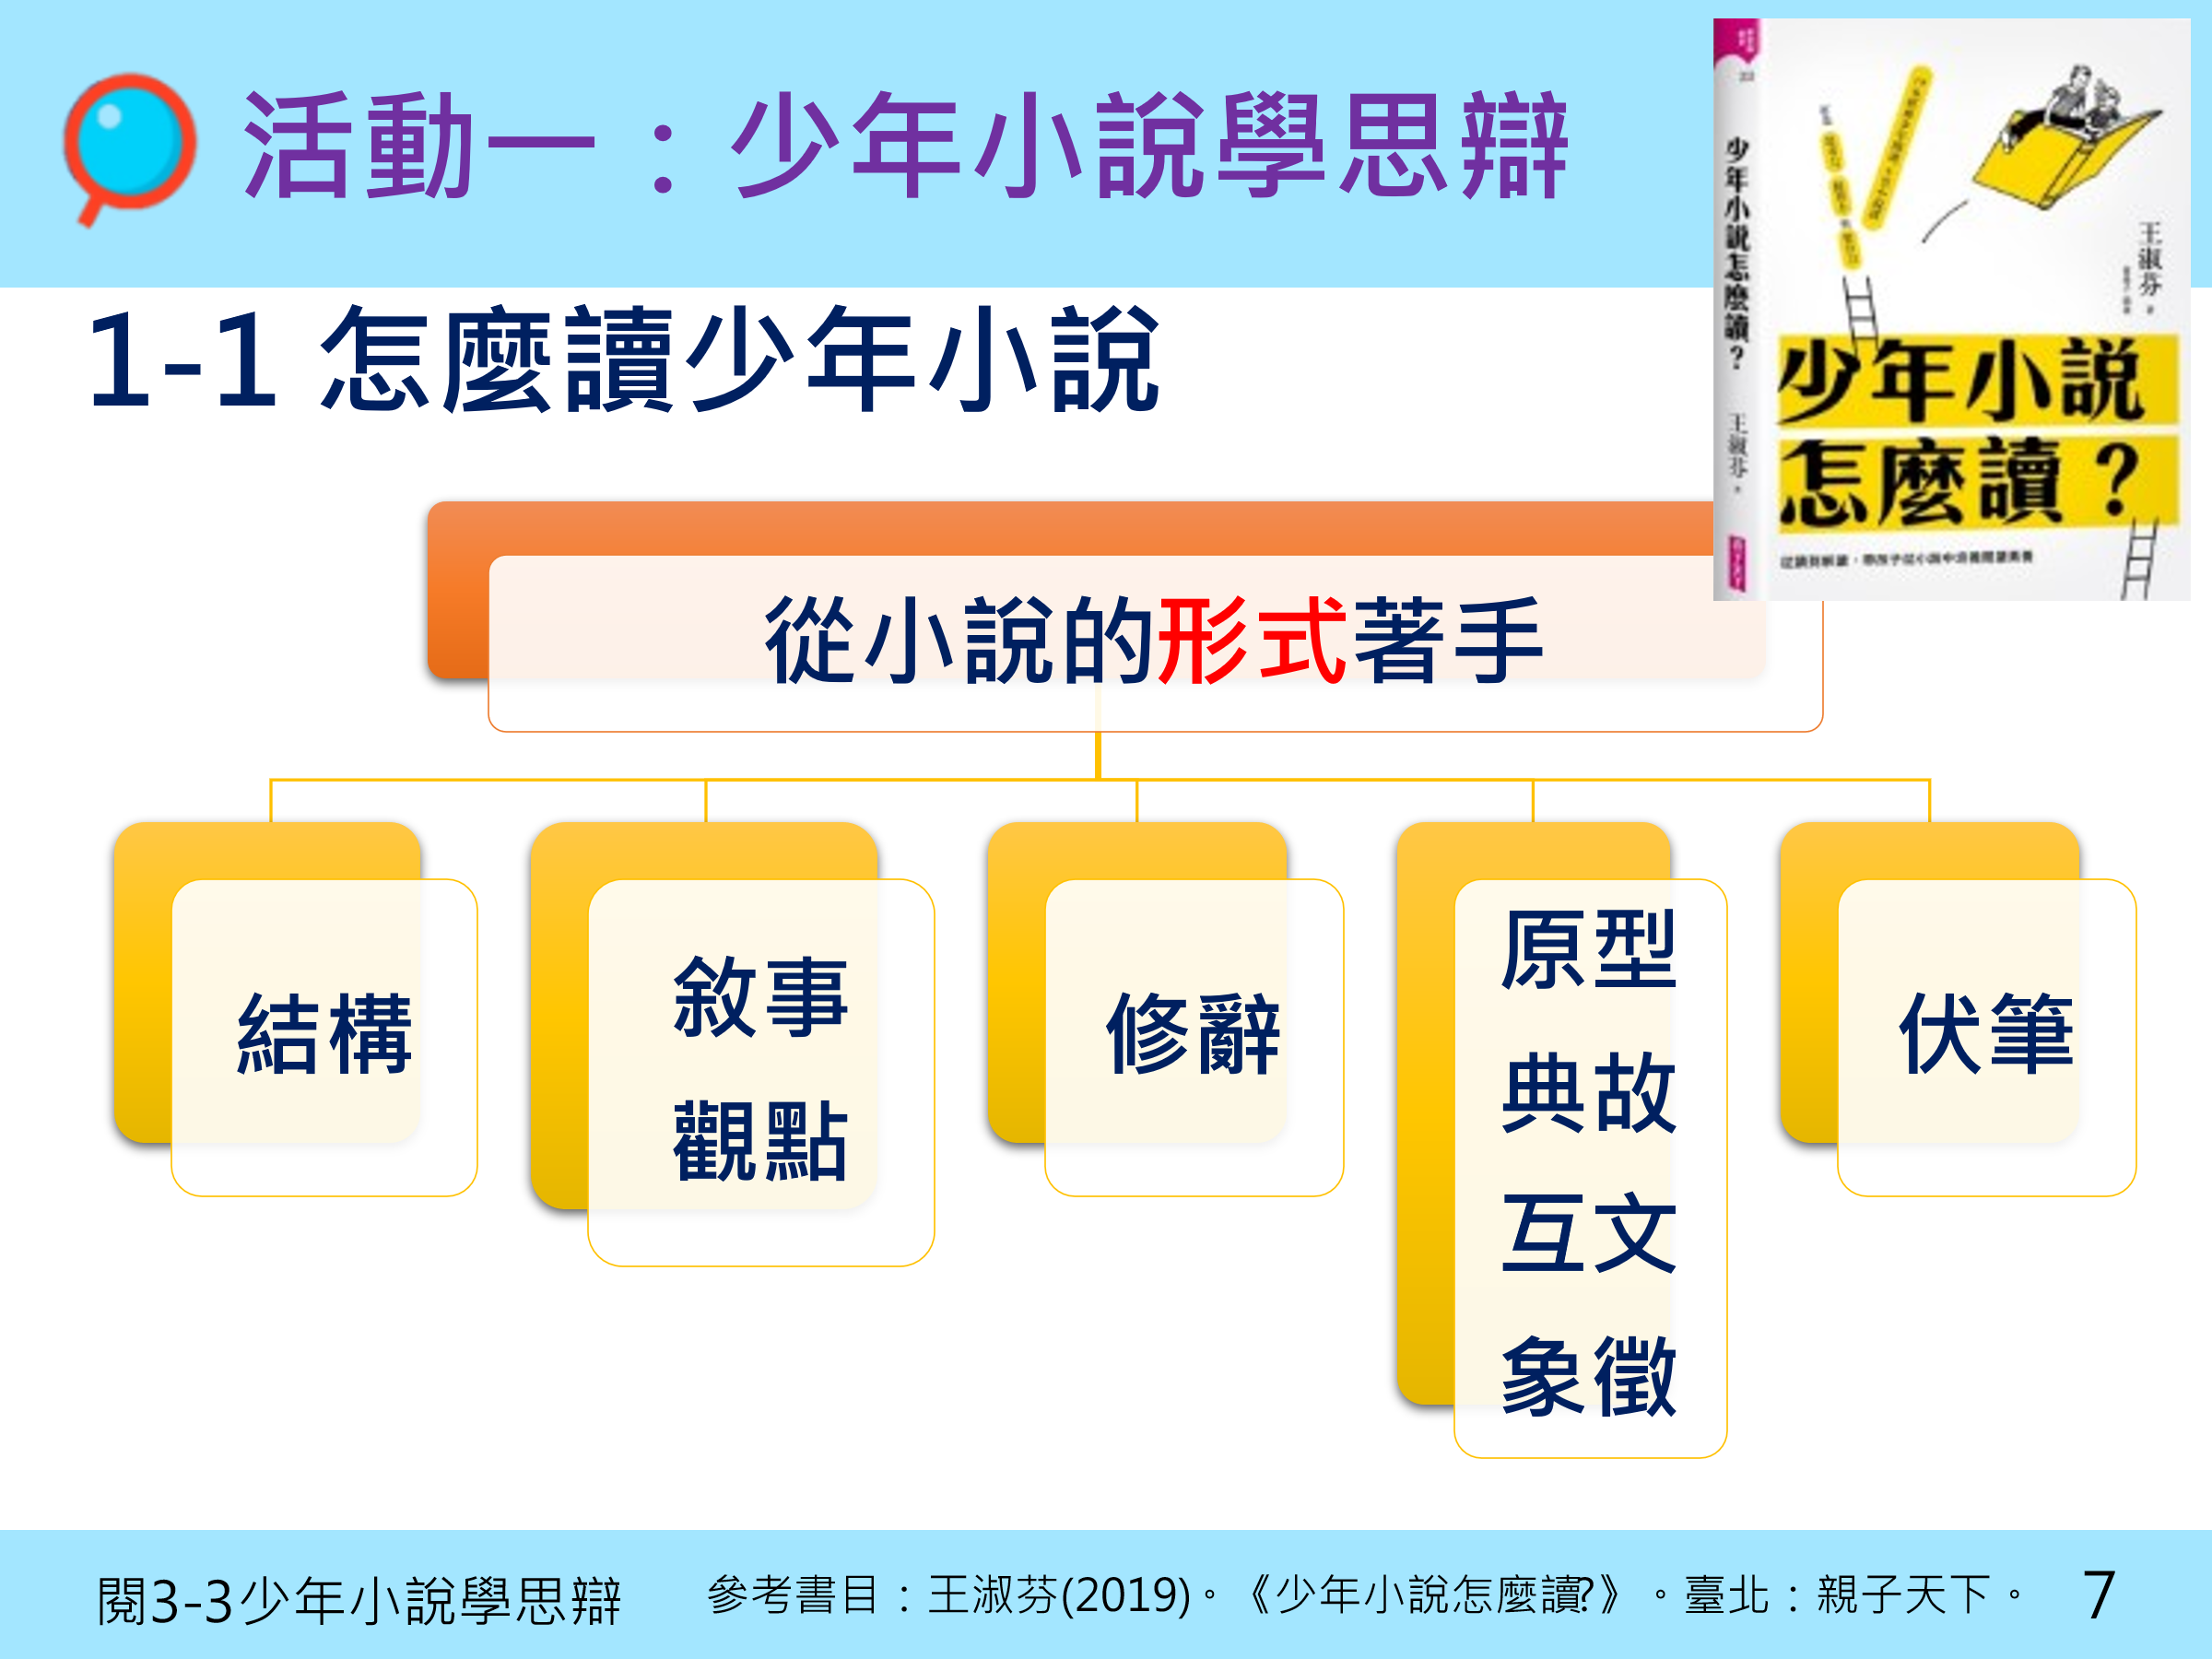 活動一：少年小說學思辯
1-1 怎麼讀少年小說
少年小說怎麼讀？
王淑芬
王淑芬
少年小說
怎麼讀？
從小說的形式著手
結構
敘事
觀點
修辭
原型
典故
互文
象徵
伏筆
閱3-3少年小說學思辯
參考書目：王淑芬(2019)。《少年小說怎麼讀?》。臺北：親子天下。
7